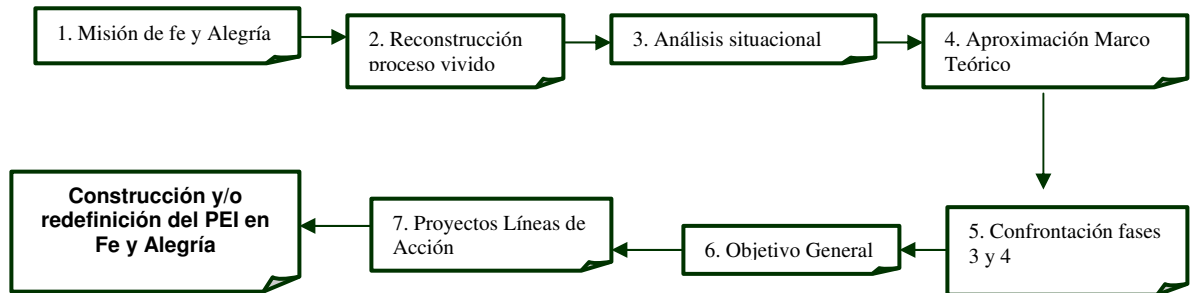 1. Misión de fe y Alegría
2. Reconstrucción
proceso vivido
3. Análisis situacional
4. Aproximación Marco
Teórico
5. Confrontación fases
3 y 4
6. Objetivo General
7. Proyectos Líneas de
Acción
Construcción y/o
redefinición del PEI en
Fe y Alegría